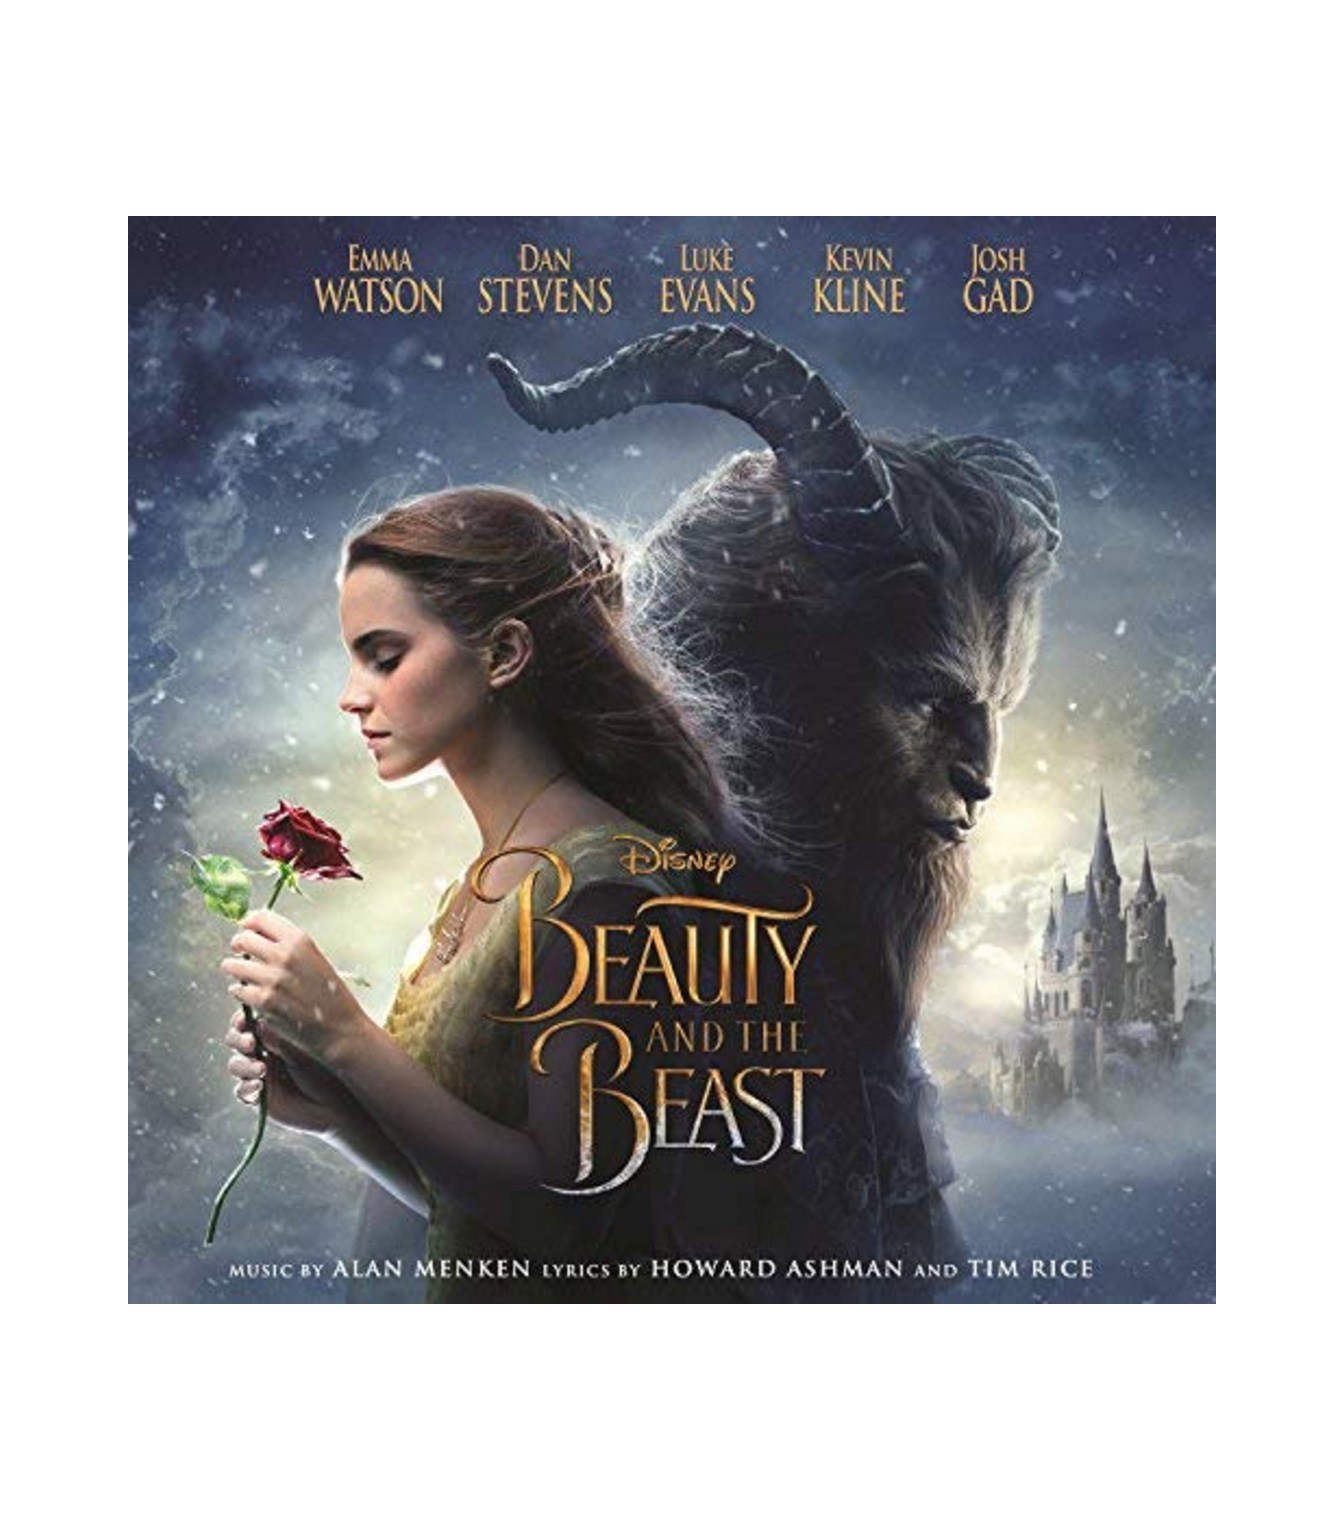 EMMA WATSON
DAN STEVENS
LUKE EVANS
KEVIN KLINE
JOSH GAD
DISNEY
BEAUTY
AND THE
BEAST
MUSIC BY ALAN MENKEN LYRICS BY HOWARD ASHMAN AND TIM RICE